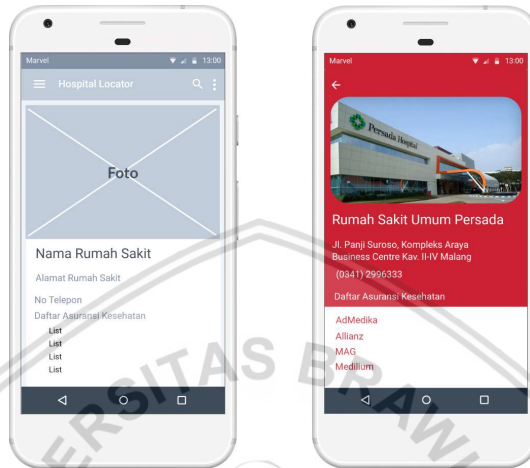 Marvel 13:00
Hospital Locator
Foto
Nama Rumah Sakit
Alamat Rumah Sakit
No Telepon
Daftar Asuransi Kesehatan
List
List
List
List
Marvel 13:00
Persada Hospital
Rumah Sakit Umum Persada
Jl. Panji Suroso, Kompleks Araya
Business Centre Kav. II-IV Malang
(0341) 2996333
Daftar Asuransi Kesehatan
AdMedika
Allianz
MAG
Medilium
ERSITAS BRAW